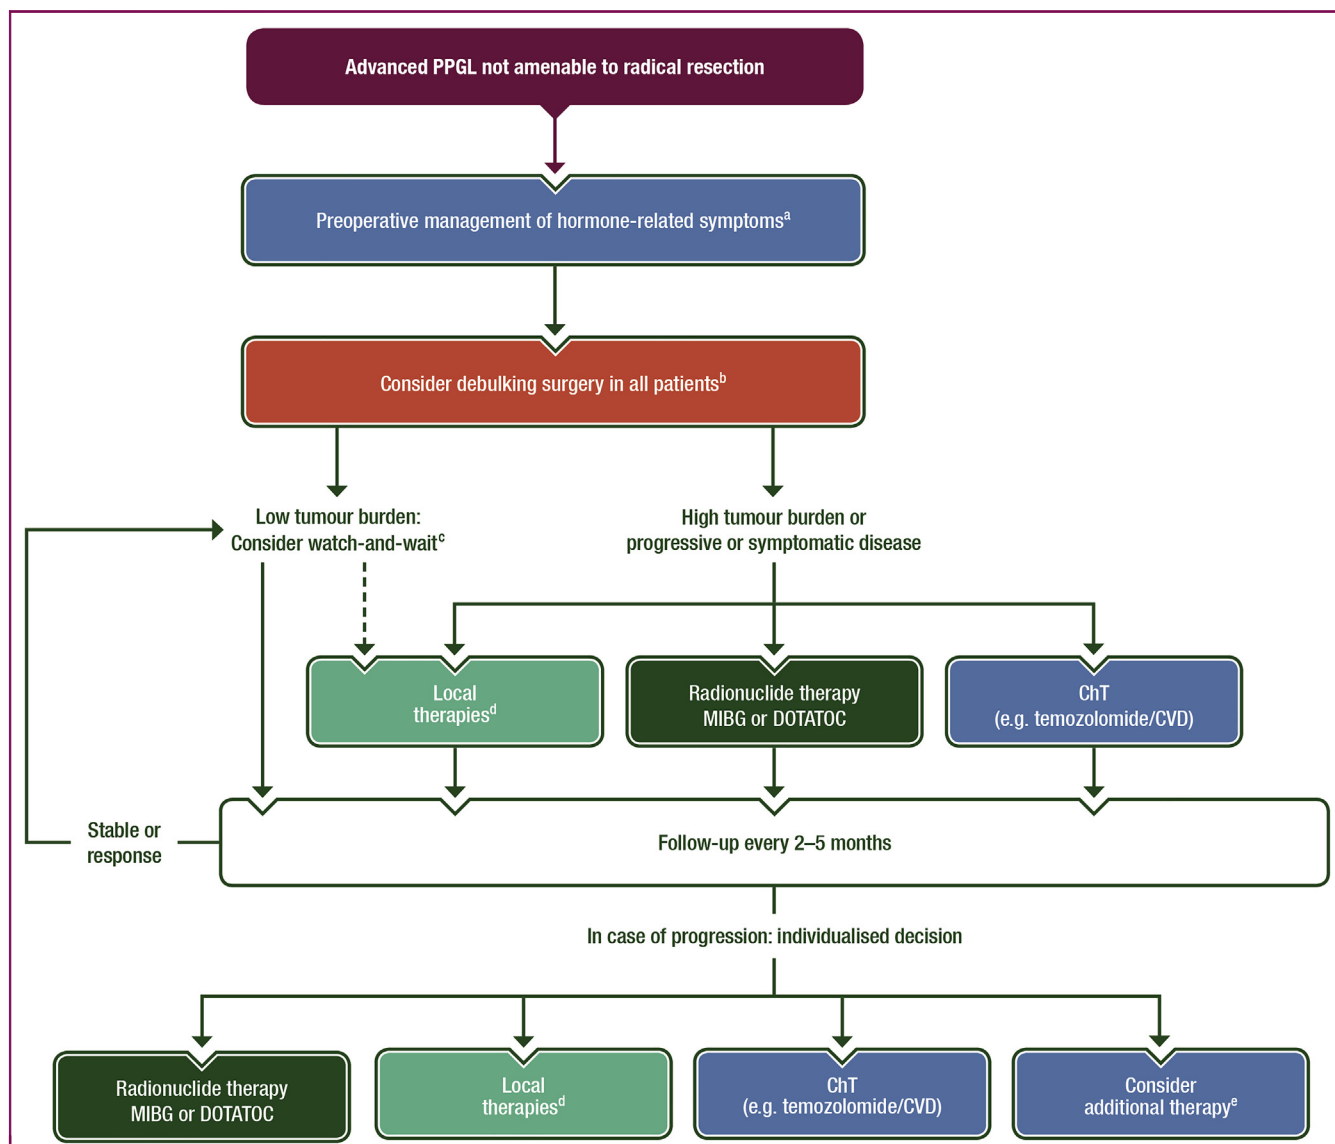 Advanced PPGL not amenable to radical resection
Preoperative management of hormone-related symptomsᵃ
Consider debulking surgery in all patientsᵇ
Low tumour burden:
Consider watch-and-waitᶜ
High tumour burden or
progressive or symptomatic disease
Local
therapiesᵈ
Radionuclide therapy
MIBG or DOTATOC
ChT
(e.g. temozolomide/CVD)
Stable or
response
Follow-up every 2–5 months
In case of progression: individualised decision
Radionuclide therapy
MIBG or DOTATOC
Local
therapiesᵈ
ChT
(e.g. temozolomide/CVD)
Consider
additional therapyᵉ